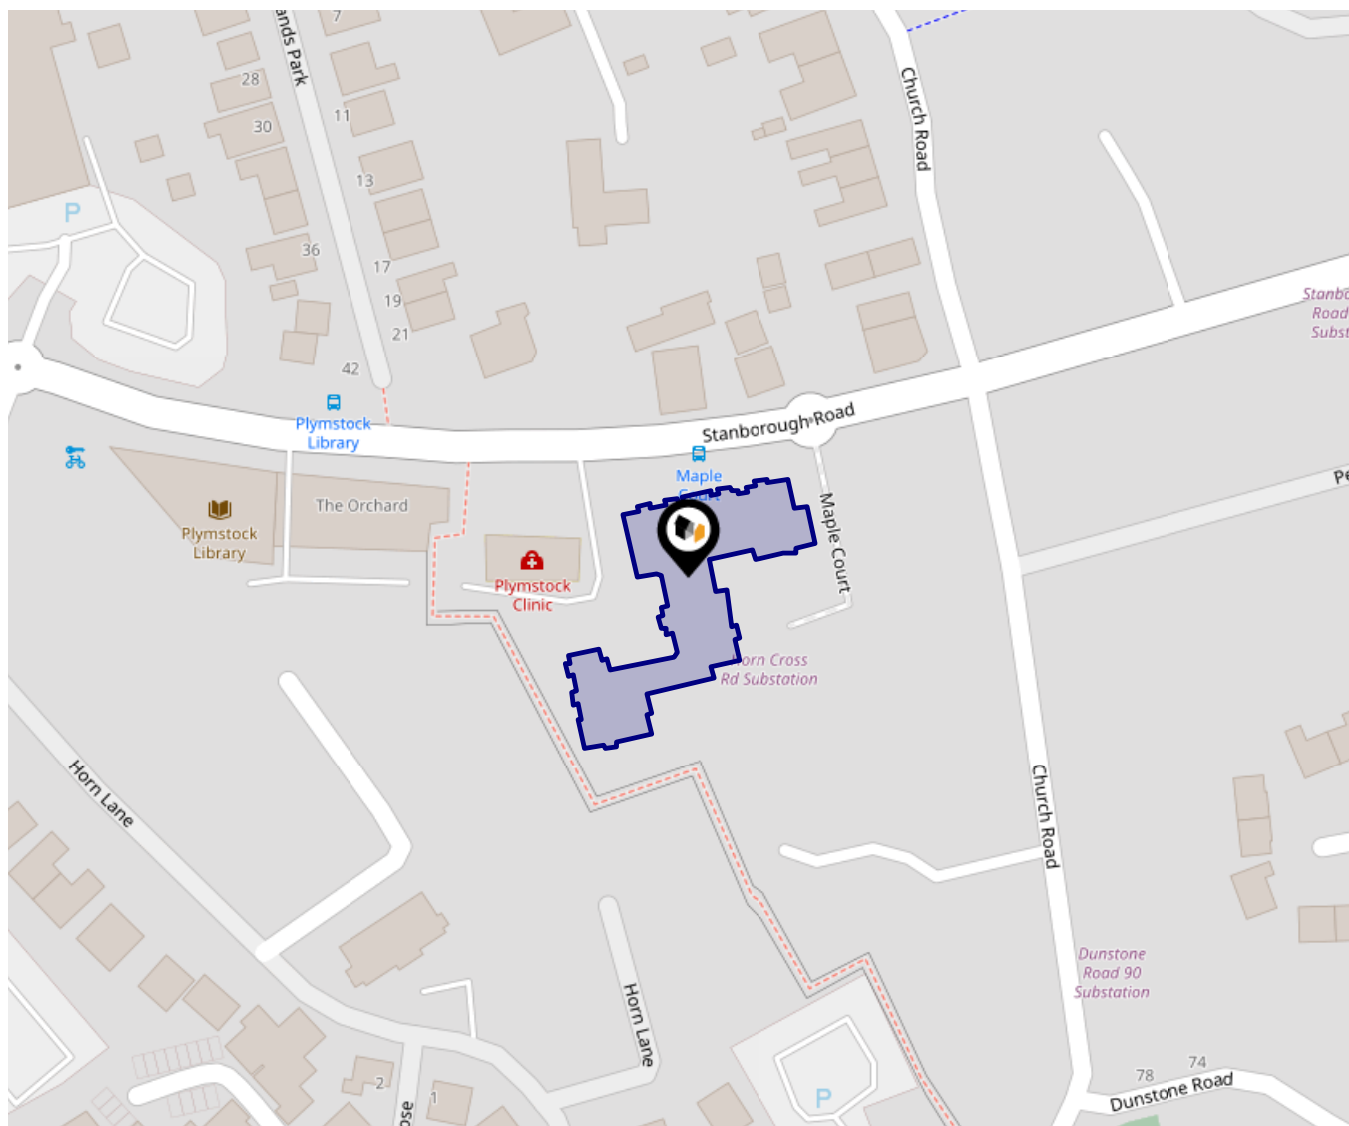 7
ands Park
28
11
30
13
Church Road
P
36
17
19
21
42
Plymstock
Library
Stanborough Road
Maple
Court
The Orchard
Plymstock
Library
Plymstock
Clinic
Maple Court
Horn Cross
Rd Substation
Stanbo
Road
Subst
Pe
Horn Lane
Church Road
Dunstone
Road 90
Substation
Horn Lane
2
1
ose
P
78
74
Dunstone Road